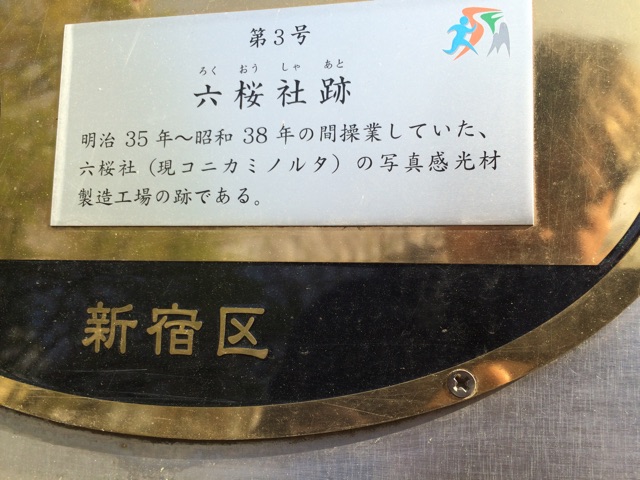 第3号
ろく おう しゃ あと
六桜社跡
明治 35 年〜昭和 38 年の間操業していた、
六桜社（現コニカミノルタ）の写真感光材
製造工場の跡である。
新宿区